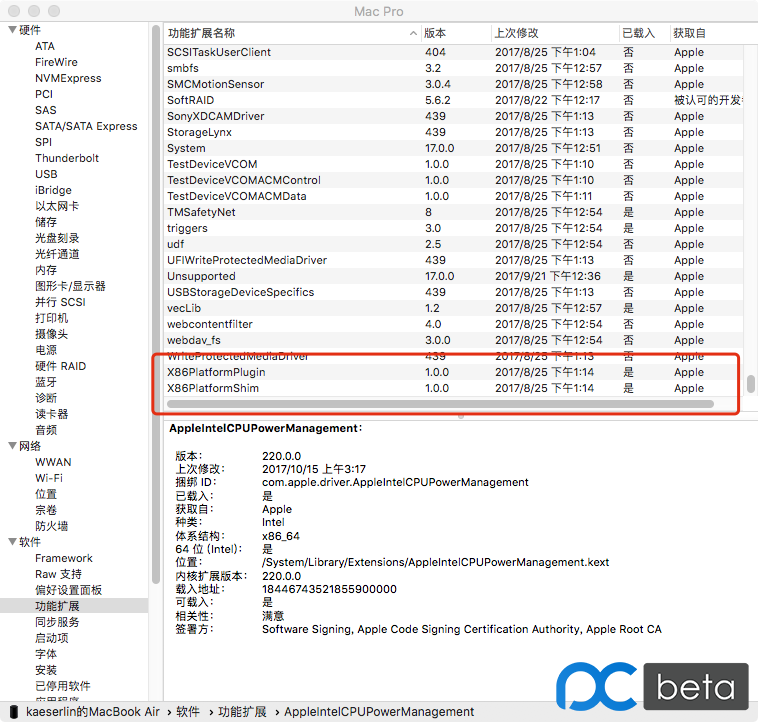 Mac Pro
硬件
ATA
FireWire
NVMExpress
PCI
SAS
SATA/SATA Express
SPI
Thunderbolt
USB
iBridge
以太网卡
储存
光盘刻录
光纤通道
内存
图形卡/显示器
并行 SCSI
打印机
摄像头
电源
硬件 RAID
蓝牙
诊断
读卡器
音频
网络
WWAN
Wi-Fi
位置
宗卷
防火墙
软件
Framework
Raw 支持
偏好设置面板
功能扩展
同步服务
启动项
字体
安装
已停用软件
应用程序
功能扩展名称 版本 上次修改 已载入 获取自
SCSITaskUserClient 404 2017/8/25 下午1:04 否 Apple
smbfs 3.2 2017/8/25 下午12:57 否 Apple
SMCMotionSensor 3.0.4 2017/8/25 下午12:58 否 Apple
SoftRAID 5.6.2 2017/8/22 下午12:17 否 被认可的开发
SonyXDCAMDriver 439 2017/8/25 下午1:13 否 Apple
StorageLynx 439 2017/8/25 下午1:13 否 Apple
System 17.0.0 2017/8/25 下午12:51 否 Apple
TestDeviceVCOM 1.0.0 2017/8/25 下午1:10 否 Apple
TestDeviceVCOMACMControl 1.0.0 2017/8/25 下午1:10 否 Apple
TestDeviceVCOMACMData 1.0.0 2017/8/25 下午1:11 否 Apple
TMSafetyNet 8 2017/8/25 下午12:54 是 Apple
triggers 3.0 2017/8/25 下午12:54 是 Apple
udf 2.5 2017/8/25 下午12:54 否 Apple
UFIWriteProtectedMediaDriver 439 2017/8/25 下午1:13 否 Apple
Unsupported 17.0.0 2017/9/21 下午12:36 是 Apple
USBStorageDeviceSpecifics 439 2017/8/25 下午1:13 否 Apple
vecLib 1.2 2017/8/25 下午12:57 是 Apple
webcontentfilter 4.0 2017/8/25 下午12:54 否 Apple
webdav_fs 3.0.0 2017/8/25 下午12:54 否 Apple
WriteProtectedMediaDriver 439 2017/8/25 下午1:13 否 Apple
X86PlatformPlugin 1.0.0 2017/8/25 下午1:14 是 Apple
X86PlatformShim 1.0.0 2017/8/25 下午1:14 是 Apple
AppleIntelCPUPowerManagement：
版本： 220.0.0
上次修改： 2017/10/15 上午3:17
捆绑 ID： com.apple.driver.AppleIntelCPUPowerManagement
已载入： 是
获取自： Apple
种类： Intel
体系结构： x86_64
64 位 (Intel)： 是
位置： /System/Library/Extensions/AppleIntelCPUPowerManagement.kext
内核扩展版本： 220.0.0
载入地址： 18446743521855900000
可载入： 是
相关性： 满意
签署方： Software Signing, Apple Code Signing Certification Authority, Apple Root CA
pc beta
kaeserlin的MacBook Air › 软件 › 功能扩展 › AppleIntelCPUPowerManagement